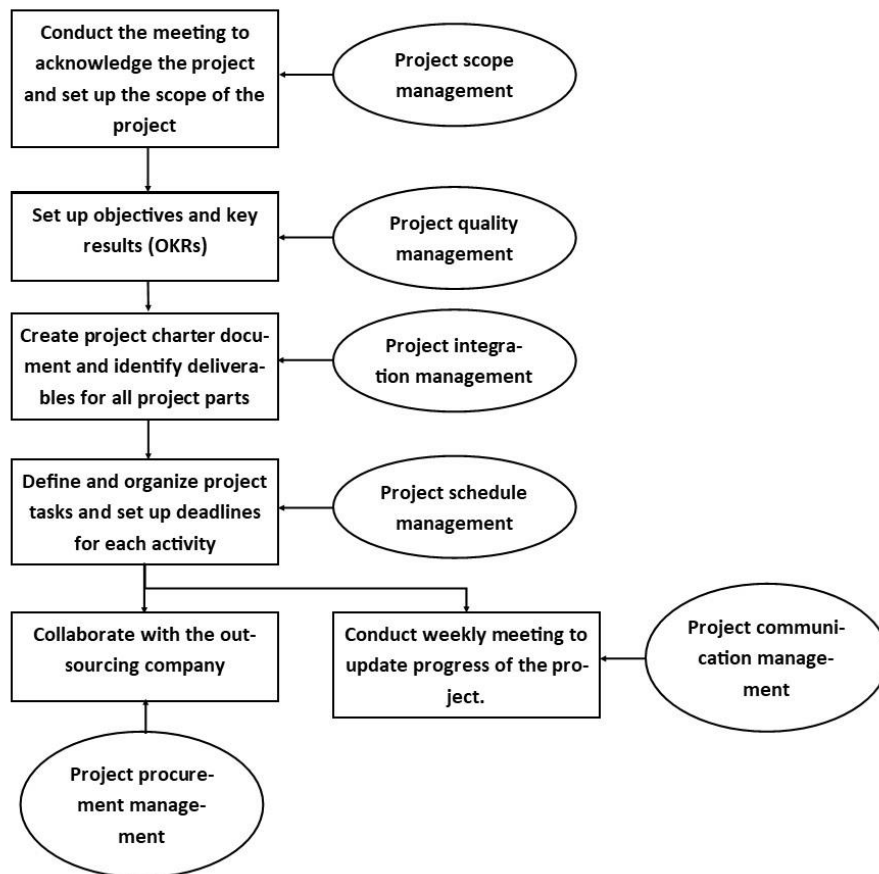 Conduct the meeting to
acknowledge the project
and set up the scope of the
project
Project scope
management
Set up objectives and key
results (OKRs)
Project quality
management
Create project charter docu-
ment and identify delivera-
bles for all project parts
Project integra-
tion management
Define and organize project
tasks and set up deadlines
for each activity
Project schedule
management
Collaborate with the out-
sourcing company
Conduct weekly meeting to
update progress of the pro-
ject.
Project communi-
cation manage-
ment
Project procure-
ment manage-
ment